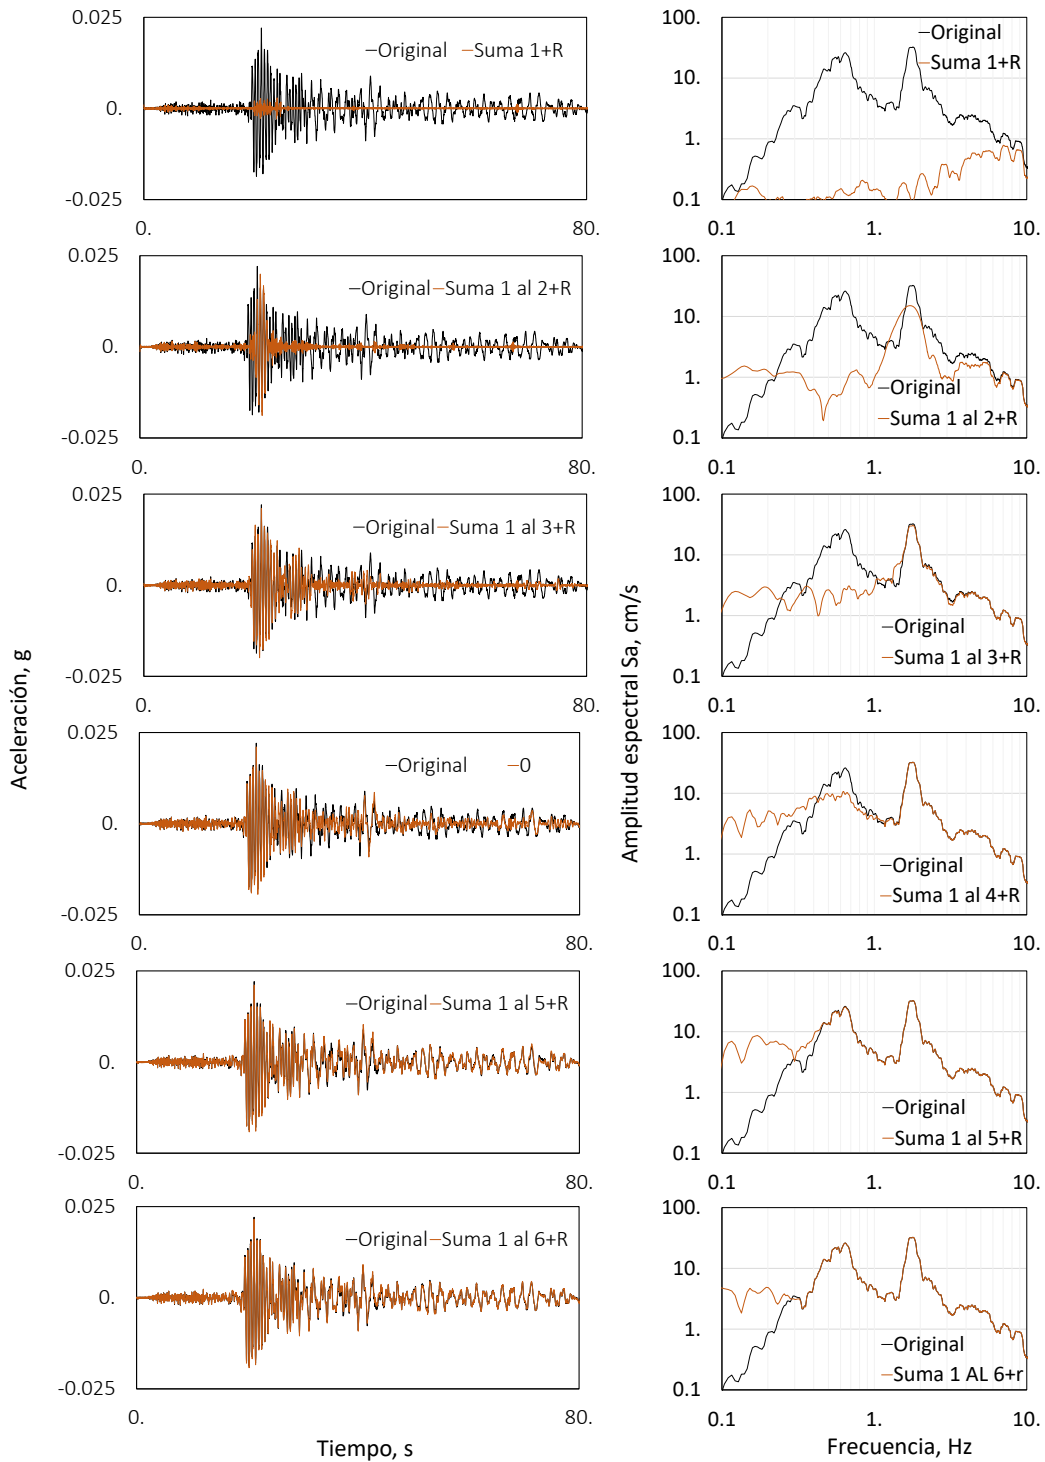 0.025
Original Suma 1+R
0.
-0.025
0. 80.
100.
Original
Suma 1+R
10.
1.
0.1
0.1 1. 10.
0.025
Original Suma 1 al 2+R
0.
-0.025
0. 80.
100.
10.
1.
Original
Suma 1 al 2+R
0.1
0.1 1. 10.
0.025
Original Suma 1 al 3+R
0.
-0.025
0. 80.
100.
10.
1.
Original
Suma 1 al 3+R
0.1
0.1 1. 10.
0.025
Original 0
0.
-0.025
0. 80.
100.
10.
1.
Original
Suma 1 al 4+R
0.1
0.1 1. 10.
0.025
Original Suma 1 al 5+R
0.
-0.025
0. 80.
100.
10.
1.
Original
Suma 1 al 5+R
0.1
0.1 1. 10.
0.025
Original Suma 1 al 6+R
0.
-0.025
0. 80.
100.
10.
1.
Original
Suma 1 AL 6+r
0.1
0.1 1. 10.
Aceleración, g
Tiempo, s
Amplitud espectral Sa, cm/s
Frecuencia, Hz